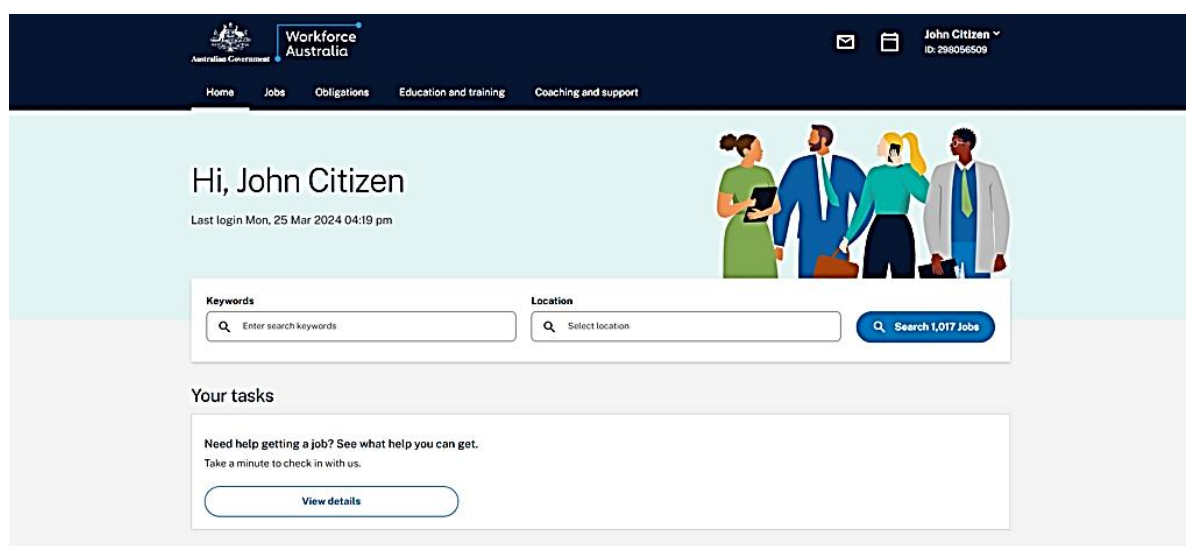 Workforce
Australia
Australian Government
John Citizen
ID: 298056509
Home Jobs Obligations Education and training Coaching and support
Hi, John Citizen
Last login Mon, 25 Mar 2024 04:19 pm
Keywords Location
Enter search keywords Select location Search 1,017 Jobs
Your tasks
Need help getting a job? See what help you can get.
Take a minute to check in with us.
View details